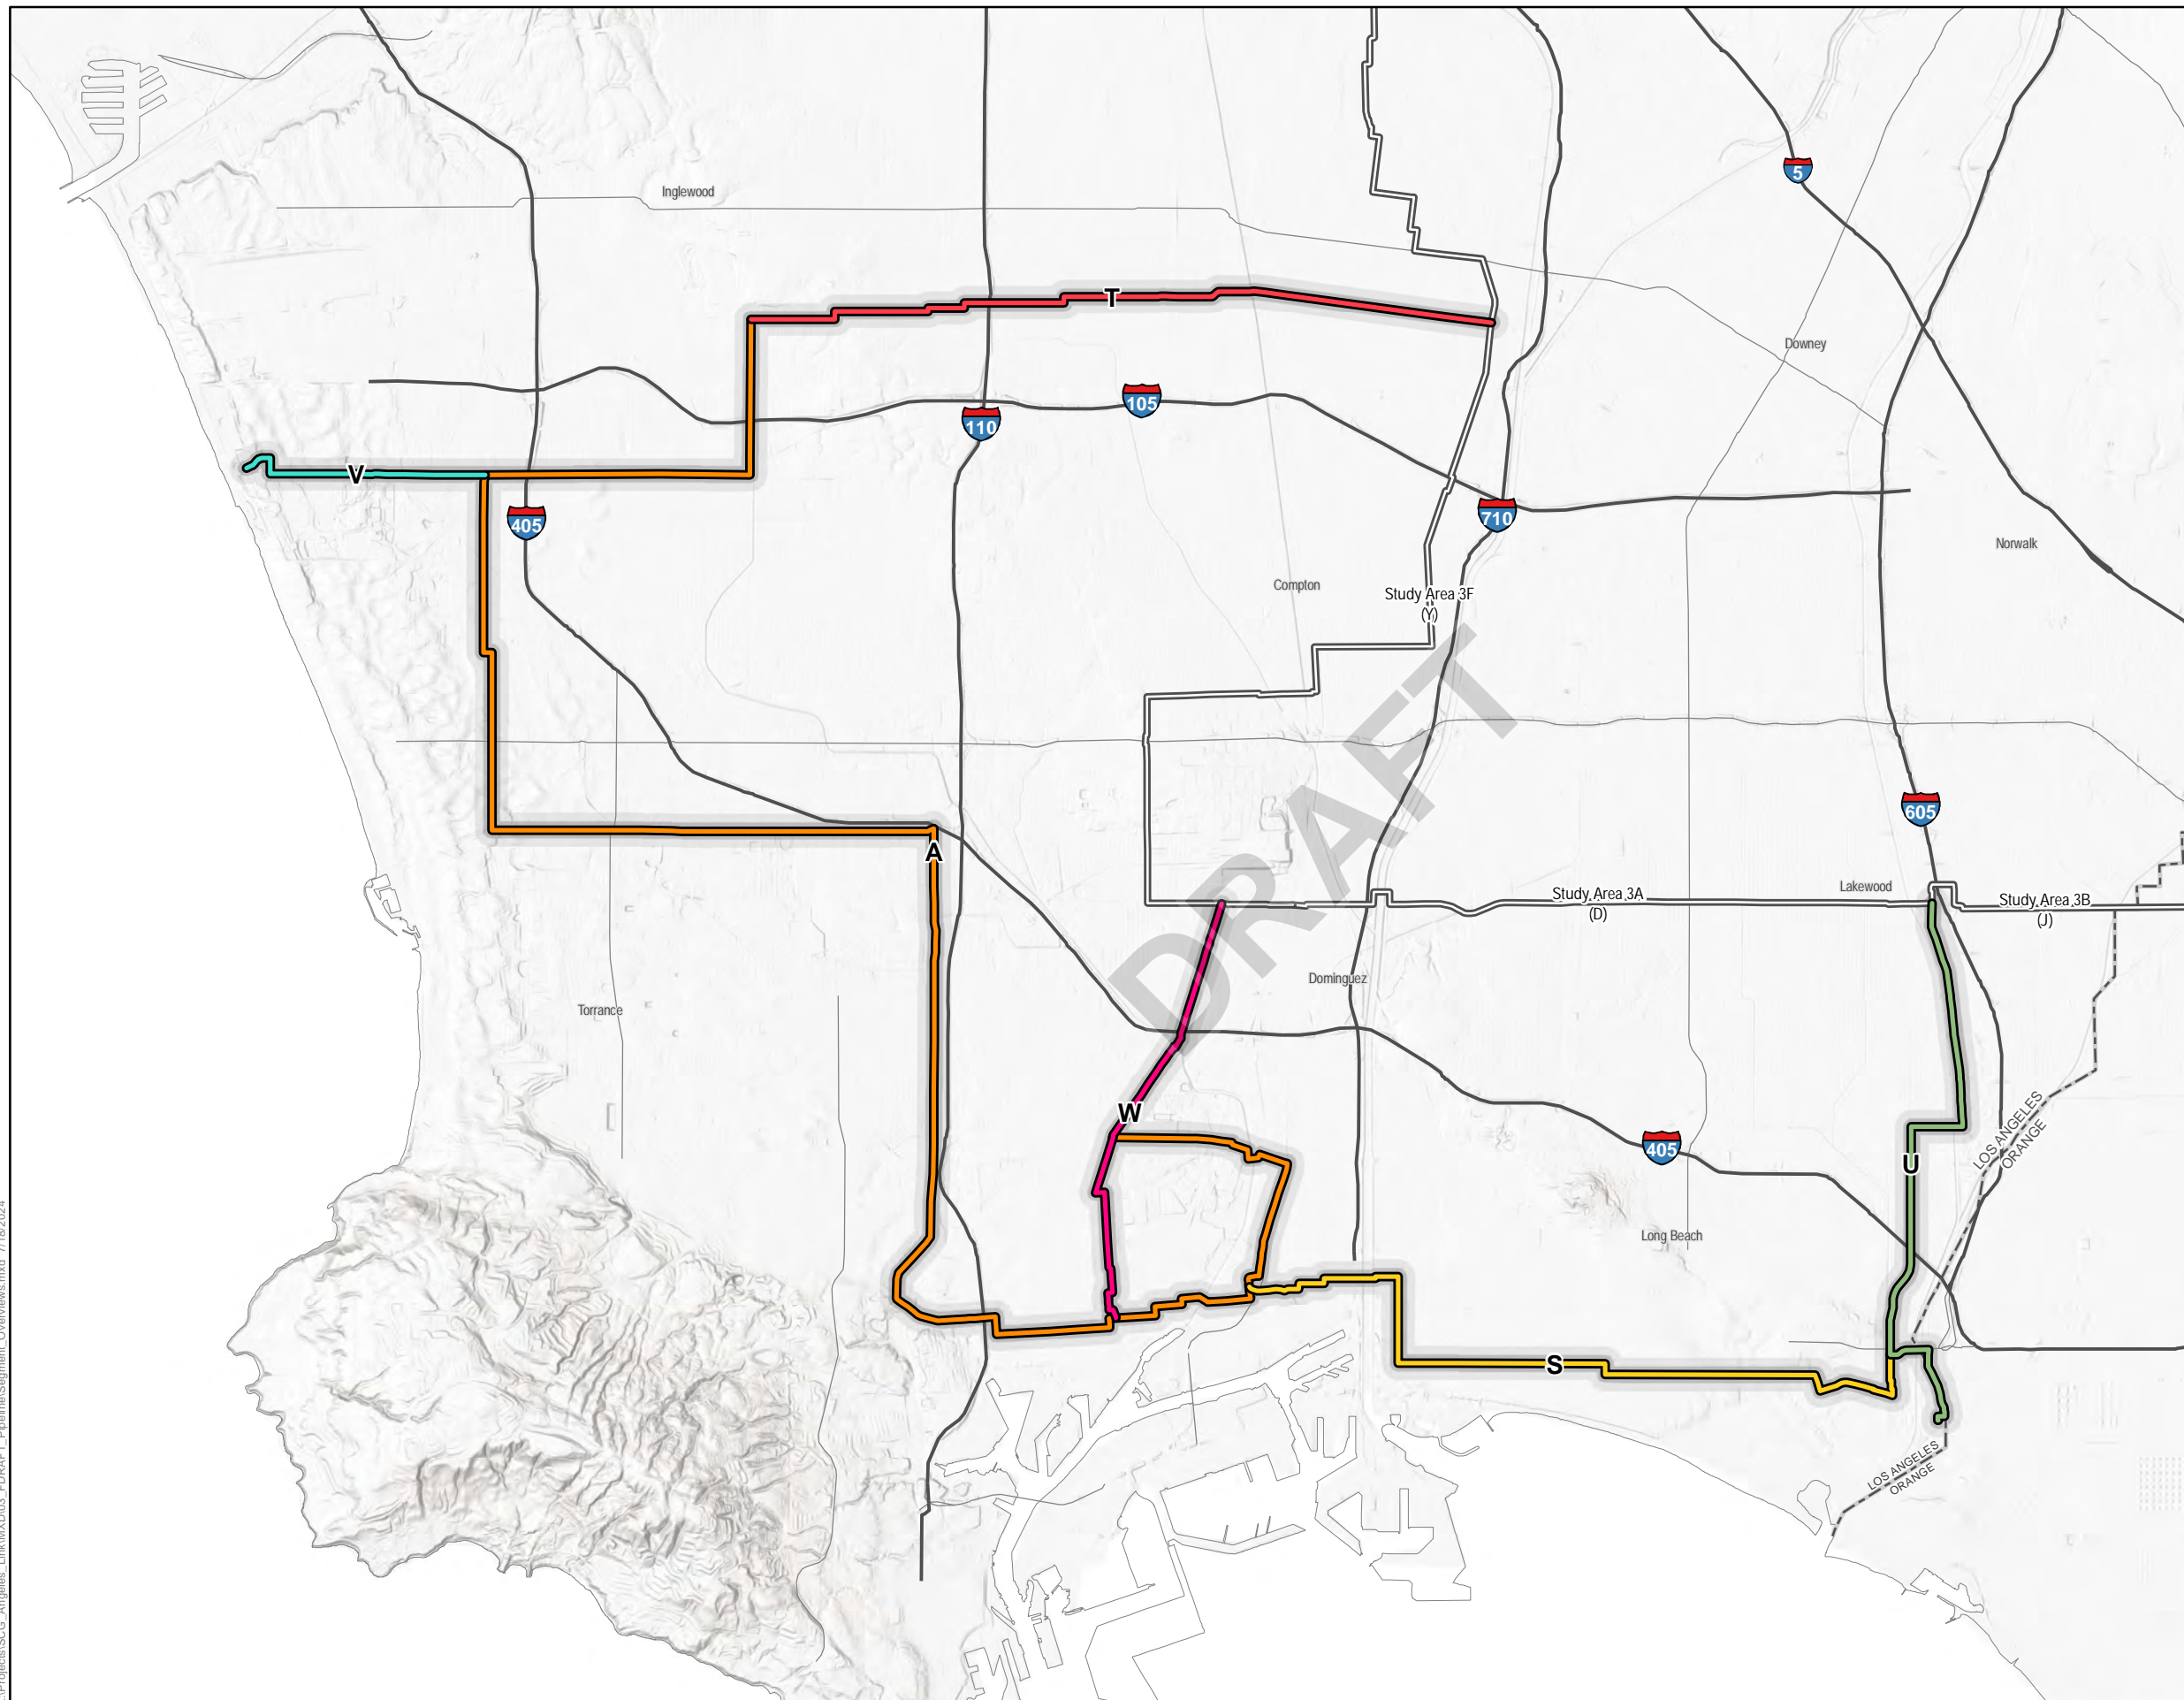 5
Inglewood
T
Downey
105
110
V
405
710
Norwalk
Compton
Study Area 3F
(Y)
605
A
Lakewood
Study Area 3A
(D)
Study Area 3B
(J)
DRAFT
Dominguez
Torrance
W
LOS ANGELES
ORANGE
405
U
Long Beach
S
LOS ANGELES
ORANGE